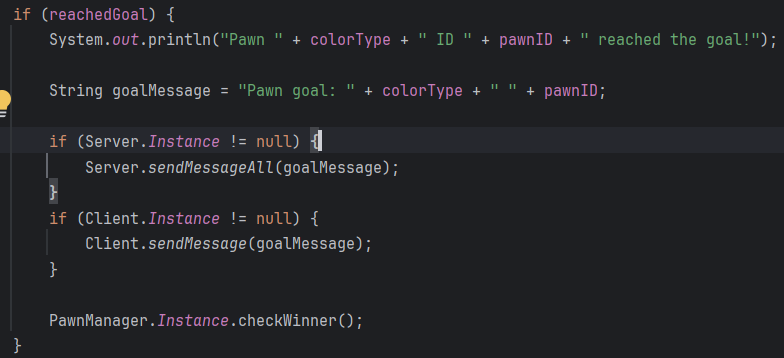 if (reachedGoal) {
System.out.println("Pawn " + colorType + " ID " + pawnID + " reached the goal!");
String goalMessage = "Pawn goal: " + colorType + " " + pawnID;
if (Server.Instance != null) {
Server.sendMessageAll(goalMessage);
}
if (Client.Instance != null) {
Client.sendMessage(goalMessage);
}
PawnManager.Instance.checkWinner();
}